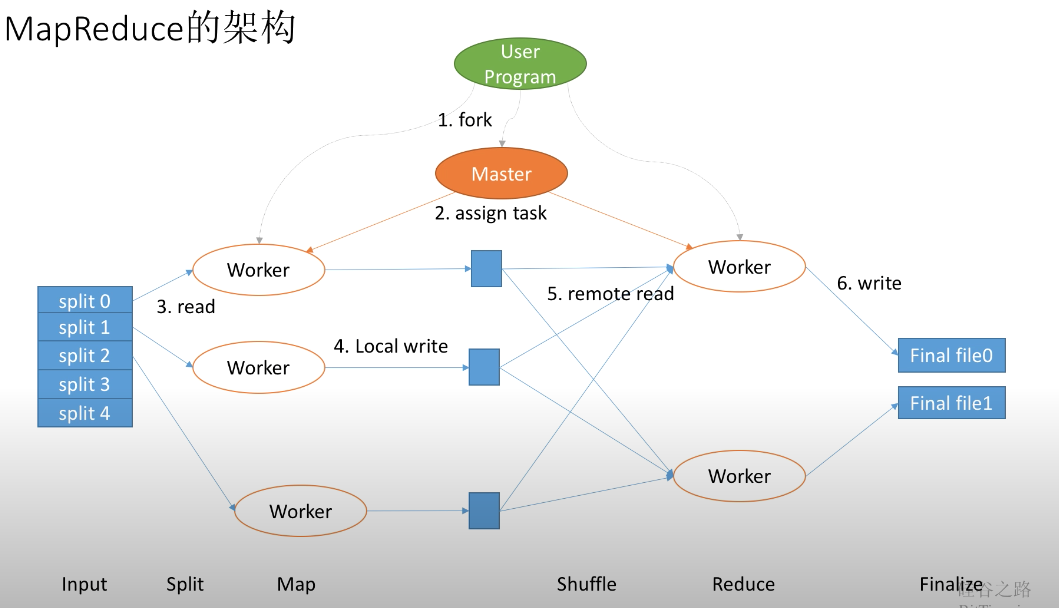 MapReduce的架构
User
Program
1. fork
Master
2. assign task
Worker
Worker
split 0
3. read
5. remote read
6. write
split 1
4. Local write
split 2
Worker
Final file0
split 3
split 4
Final file1
Worker
Worker
Input
Split
Map
Shuffle
Reduce
Finalize
硅谷之路